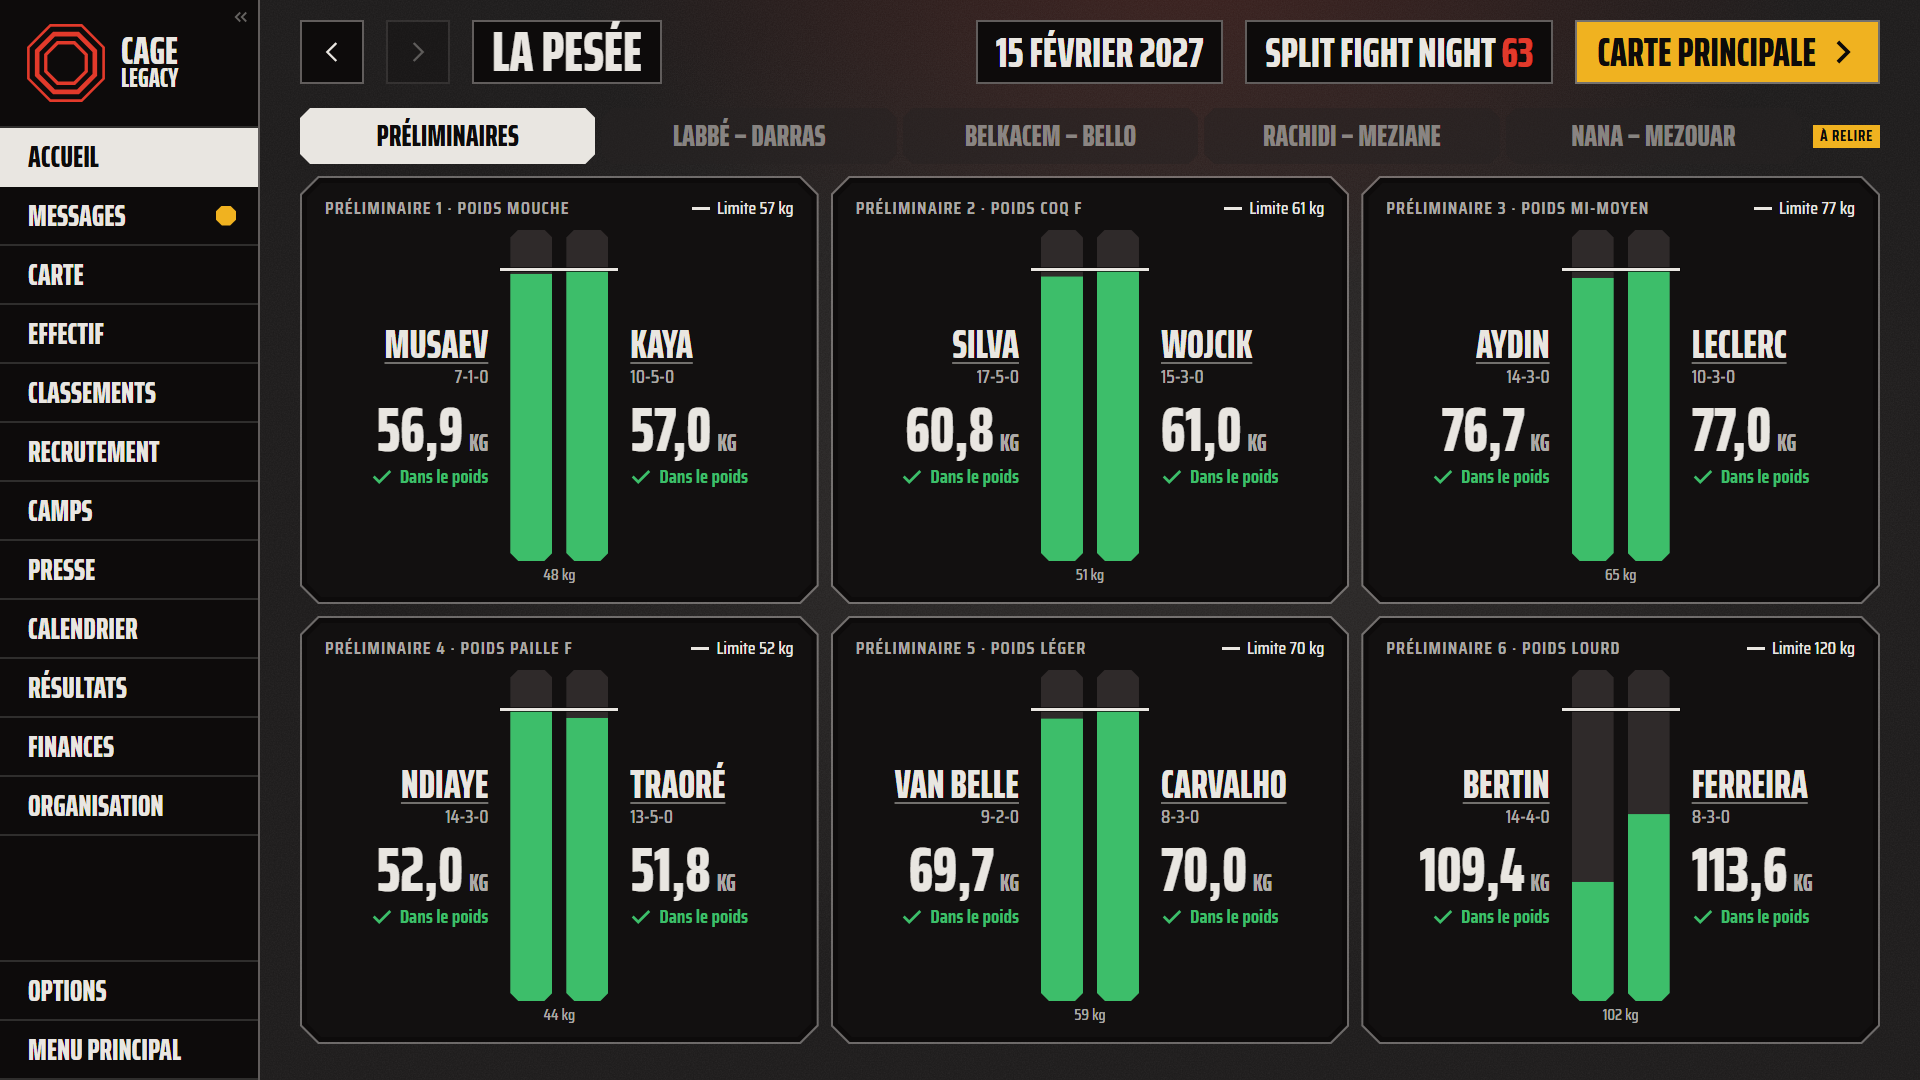 CAGE
LEGACY
ACCUEIL
MESSAGES
CARTE
EFFECTIF
CLASSEMENTS
RECRUTEMENT
CAMPS
PRESSE
CALENDRIER
RÉSULTATS
FINANCES
ORGANISATION
OPTIONS
MENU PRINCIPAL
LA PESÉE
15 FÉVRIER 2027
SPLIT FIGHT NIGHT 63
CARTE PRINCIPALE
PRÉLIMINAIRES
LABBÉ – DARRAS
BELKACEM – BELLO
RACHIDI – MEZIANE
NANA – MEZOUAR
À RELIRE
PRÉLIMINAIRE 1 · POIDS MOUCHE
Limite 57 kg
MUSAEV
7-1-0
56,9 KG
Dans le poids
KAYA
10-5-0
57,0 KG
Dans le poids
48 kg
PRÉLIMINAIRE 2 · POIDS COQ F
Limite 61 kg
SILVA
17-5-0
60,8 KG
Dans le poids
WOJCIK
15-3-0
61,0 KG
Dans le poids
51 kg
PRÉLIMINAIRE 3 · POIDS MI-MOYEN
Limite 77 kg
AYDIN
14-3-0
76,7 KG
Dans le poids
LECLERC
10-3-0
77,0 KG
Dans le poids
65 kg
PRÉLIMINAIRE 4 · POIDS PAILLE F
Limite 52 kg
NDIAYE
14-3-0
52,0 KG
Dans le poids
TRAORÉ
13-5-0
51,8 KG
Dans le poids
44 kg
PRÉLIMINAIRE 5 · POIDS LÉGER
Limite 70 kg
VAN BELLE
9-2-0
69,7 KG
Dans le poids
CARVALHO
8-3-0
70,0 KG
Dans le poids
59 kg
PRÉLIMINAIRE 6 · POIDS LOURD
Limite 120 kg
BERTIN
14-4-0
109,4 KG
Dans le poids
FERREIRA
8-3-0
113,6 KG
Dans le poids
102 kg